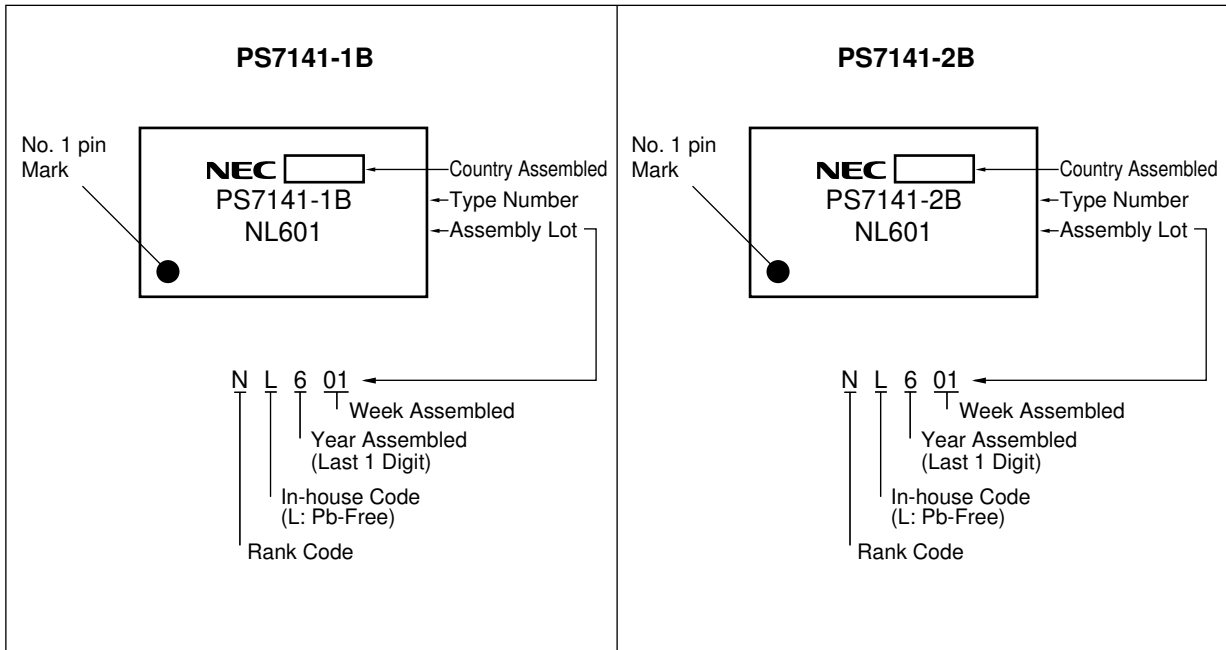 PS7141-1B
No. 1 pin
Mark
NEC
Country Assembled
PS7141-1B
Type Number
NL601
Assembly Lot
N L 6 01
Week Assembled
Year Assembled
(Last 1 Digit)
In-house Code
(L: Pb-Free)
Rank Code
PS7141-2B
No. 1 pin
Mark
NEC
Country Assembled
PS7141-2B
Type Number
NL601
Assembly Lot
N L 6 01
Week Assembled
Year Assembled
(Last 1 Digit)
In-house Code
(L: Pb-Free)
Rank Code